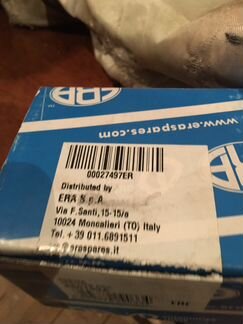 ERA
www.eraspares.com
00027497ER
Distributed by
ERA S.p.A
Via F.Santi,15-15/a
10024 Moncalieri (TO) Italy
Tel. + 39 011.6891511
eraspares.it